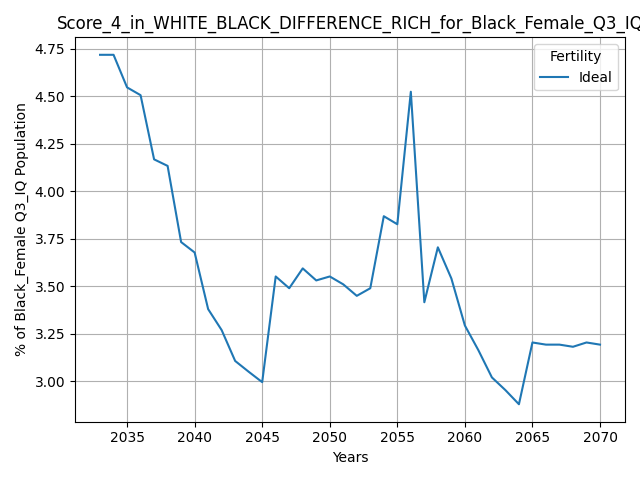 Score_4_in_WHITE_BLACK_DIFFERENCE_RICH_for_Black_Female_Q3_IQ
% of Black_Female Q3_IQ Population
4.75
4.50
4.25
4.00
3.75
3.50
3.25
3.00
Fertility
Ideal
2035 2040 2045 2050 2055 2060 2065 2070
Years